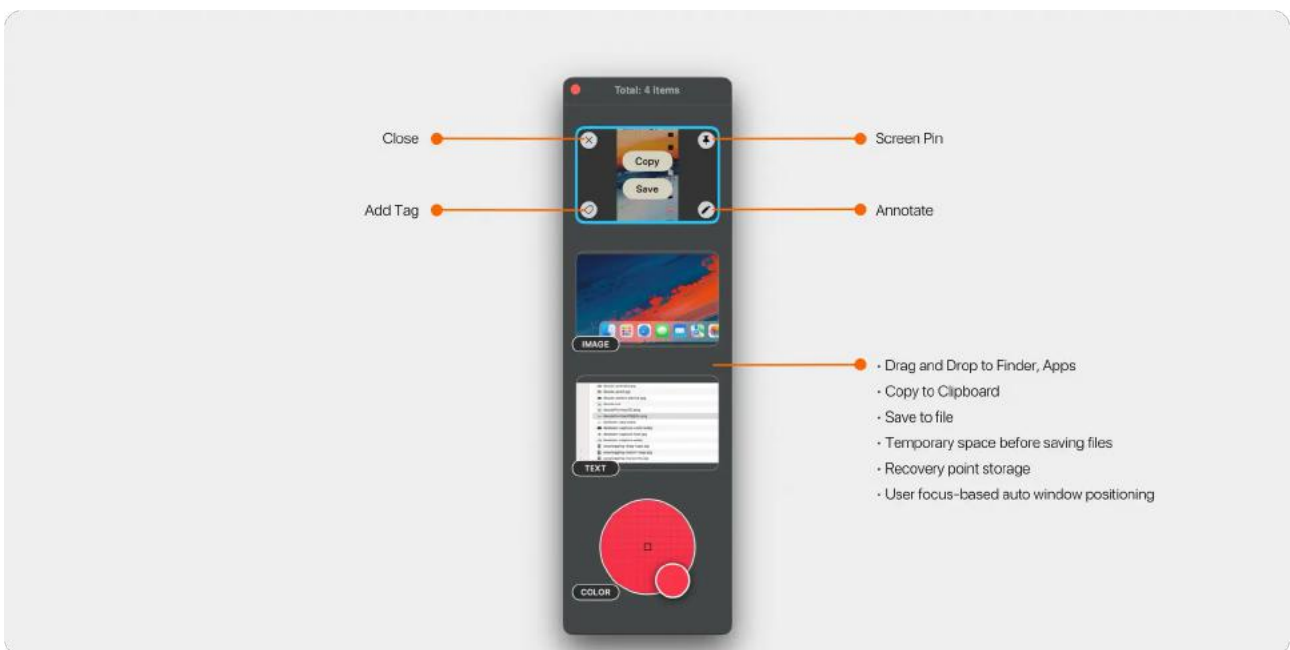 Total: 4 items
Close
Screen Pin
Copy
Save
Add Tag
Annotate
IMAGE
· Drag and Drop to Finder, Apps
· Copy to Clipboard
· Save to file
· Temporary space before saving files
· Recovery point storage
· User focus-based auto window positioning
TEXT
COLOR